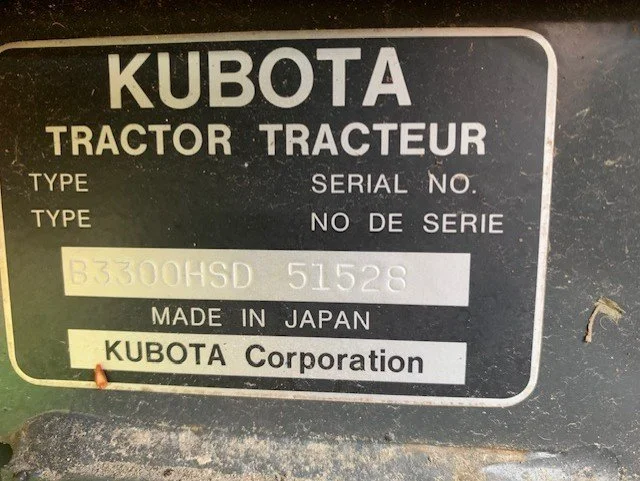 KUBOTA
TRACTOR TRACTEUR
TYPE SERIAL NO.
TYPE NO DE SERIE
B3300HSD 51528
MADE IN JAPAN
KUBOTA Corporation